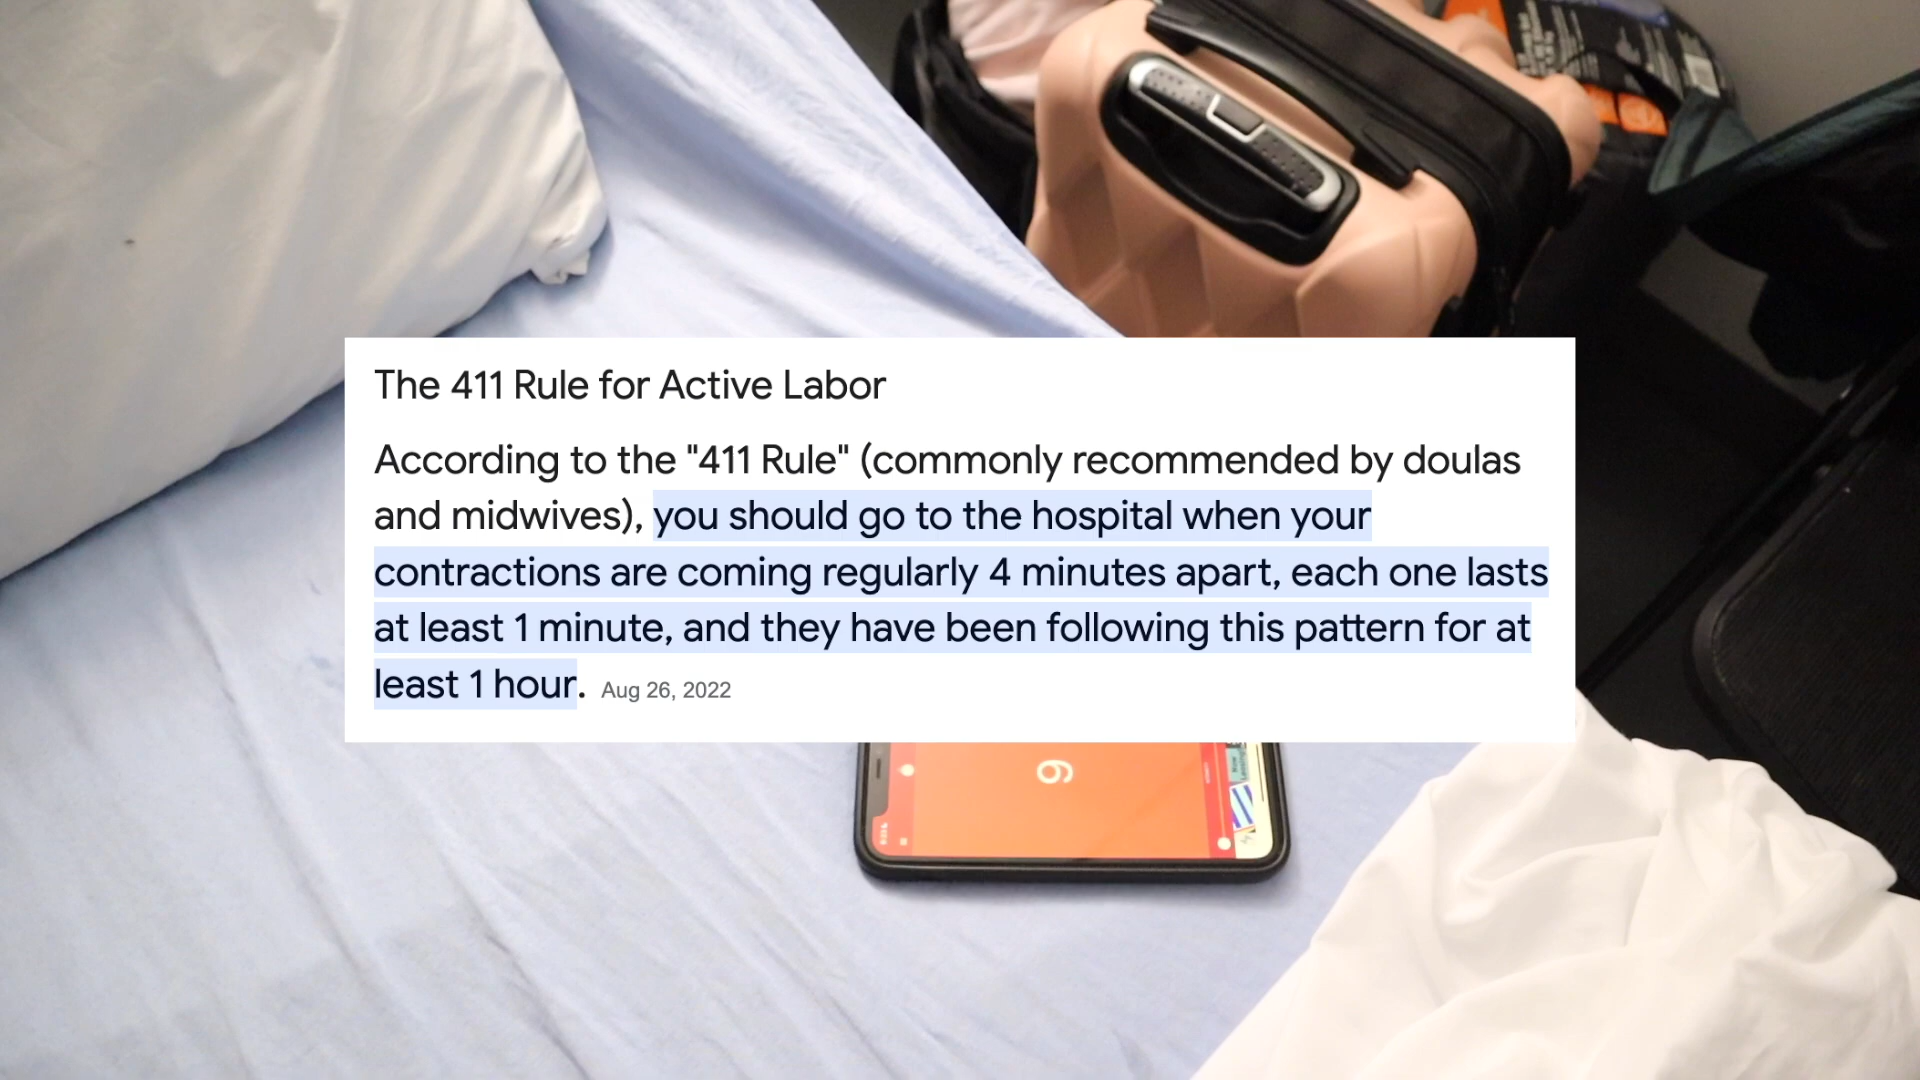 The 411 Rule for Active Labor
According to the "411 Rule" (commonly recommended by doulas
and midwives), you should go to the hospital when your
contractions are coming regularly 4 minutes apart, each one lasts
at least 1 minute, and they have been following this pattern for at
least 1 hour. Aug 26, 2022